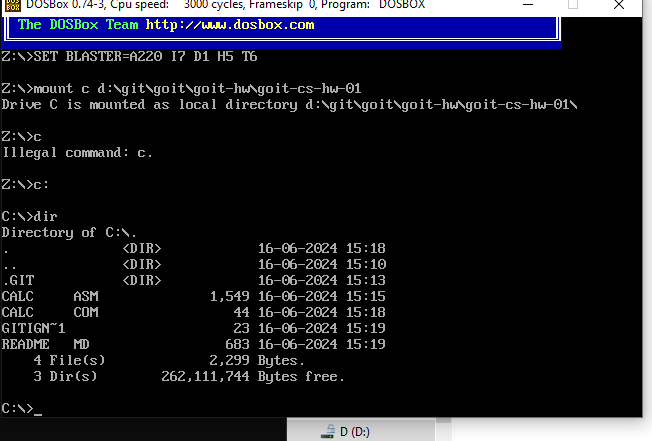 DOSBox 0.74-3, Cpu speed: 3000 cycles, Frameskip 0, Program: DOSBOX
The DOSBox Team http://www.dosbox.com
Z:\>SET BLASTER=A220 I7 D1 H5 T6
Z:\>mount c d:\git\goit\goit-hw\goit-cs-hw-01
Drive C is mounted as local directory d:\git\goit\goit-hw\goit-cs-hw-01\
Z:\>c
Illegal command: c.
Z:\>c:
C:\>dir
Directory of C:\.
. <DIR> 16-06-2024 15:18
.. <DIR> 16-06-2024 15:10
.GIT <DIR> 16-06-2024 15:13
CALC ASM 1,549 16-06-2024 15:15
CALC COM 44 16-06-2024 15:18
GITIGN~1 23 16-06-2024 15:19
README MD 683 16-06-2024 15:19
4 File(s) 2,299 Bytes.
3 Dir(s) 262,111,744 Bytes free.
C:\>_
D (D:)